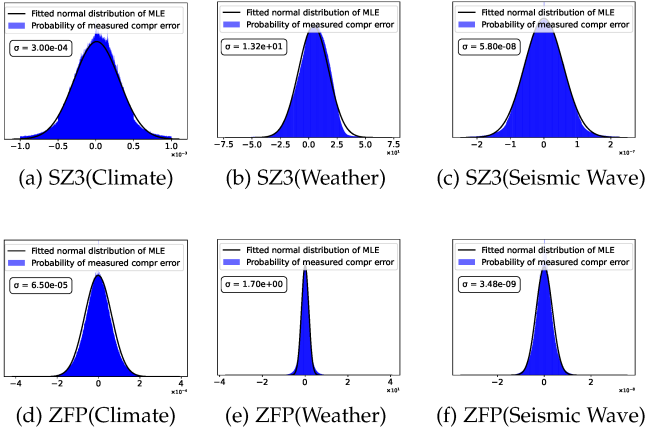 Fitted normal distribution of MLE
Probability of measured compr error
σ = 3.00e-04
−1.0 −0.5 0.0 0.5 1.0
×10⁻³
(a) SZ3(Climate)
Fitted normal distribution of MLE
Probability of measured compr error
σ = 1.32e+01
−7.5 −5.0 −2.5 0.0 2.5 5.0 7.5
×10¹
(b) SZ3(Weather)
Fitted normal distribution of MLE
Probability of measured compr error
σ = 5.80e-08
−2 −1 0 1 2
×10⁻⁷
(c) SZ3(Seismic Wave)
Fitted normal distribution of MLE
Probability of measured compr error
σ = 6.50e-05
−4 −2 0 2 4
×10⁻⁴
(d) ZFP(Climate)
Fitted normal distribution of MLE
Probability of measured compr error
σ = 1.70e+00
−4 −2 0 2 4
×10¹
(e) ZFP(Weather)
Fitted normal distribution of MLE
Probability of measured compr error
σ = 3.48e-09
−2 0 2
(f) ZFP(Seismic Wave)